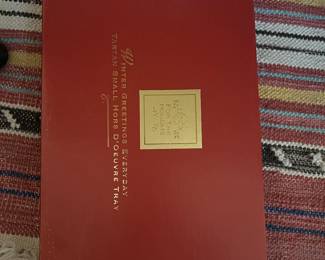 Winter Greetings Everyday
Tartan Small Hors D'Oeuvre Tray